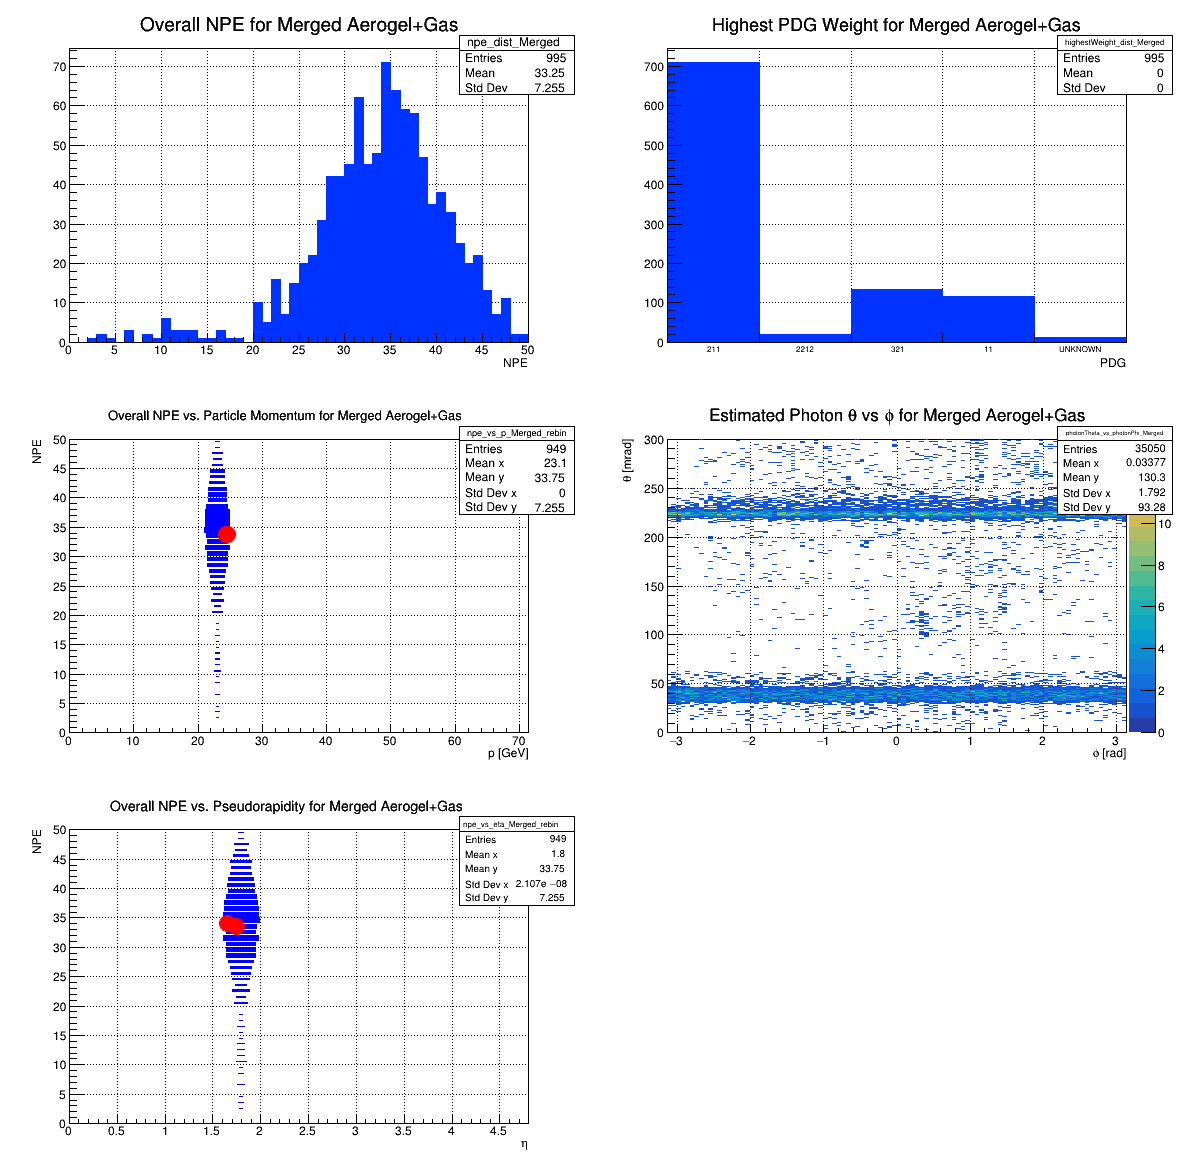 Overall NPE for Merged Aerogel+Gas
npe_dist_Merged
Entries 995
Mean 33.25
Std Dev 7.255
70
60
50
40
30
20
10
0
0 5 10 15 20 25 30 35 40 45 50
NPE
Highest PDG Weight for Merged Aerogel+Gas
highestWeight_dist_Merged
Entries 995
Mean 0
Std Dev 0
700
600
500
400
300
200
100
0
211 2212 321 11 UNKNOWN
PDG
Overall NPE vs. Particle Momentum for Merged Aerogel+Gas
npe_vs_p_Merged_rebin
Entries 949
Mean x 23.1
Mean y 33.75
Std Dev x 0
Std Dev y 7.255
NPE
50
45
40
35
30
25
20
15
10
5
0
0 10 20 30 40 50 60 70
p [GeV]
Estimated Photon θ vs ϕ for Merged Aerogel+Gas
photonTheta_vs_photonPhi_Merged
Entries 35050
Mean x 0.03377
Mean y 130.3
Std Dev x 1.792
Std Dev y 93.28
θ [mrad]
300
250
200
150
100
50
0
−3 −2 −1 0 1 2 3
ϕ [rad]
10
8
6
4
2
0
Overall NPE vs. Pseudorapidity for Merged Aerogel+Gas
npe_vs_eta_Merged_rebin
Entries 949
Mean x 1.8
Mean y 33.75
Std Dev x 2.107e −08
Std Dev y 7.255
NPE
50
45
40
35
30
25
20
15
10
5
0
0 0.5 1 1.5 2 2.5 3 3.5 4 4.5
η